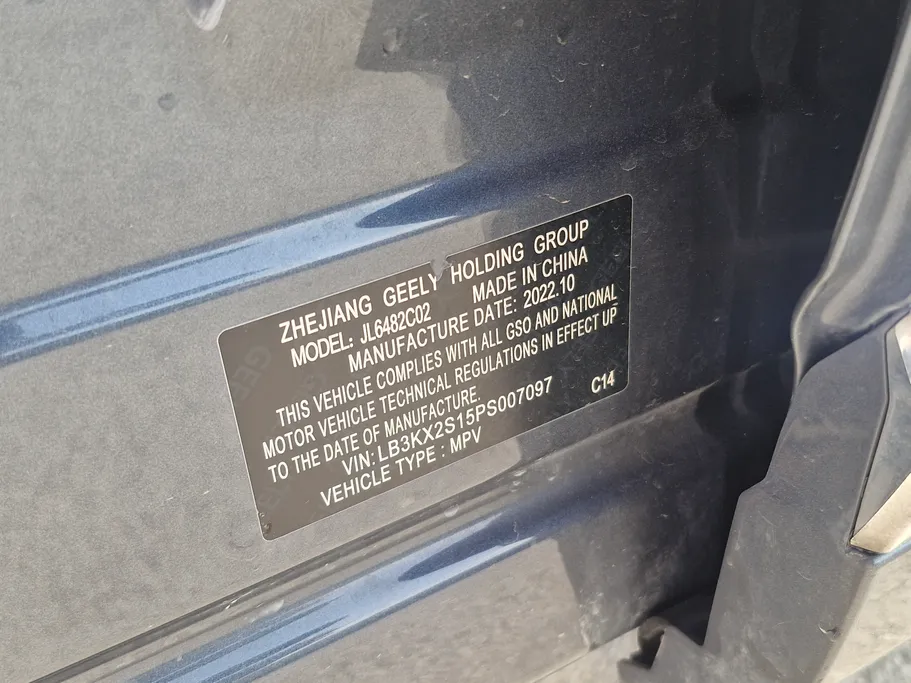 ZHEJIANG GEELY HOLDING GROUP
MODEL: JL6482C02 MADE IN CHINA
MANUFACTURE DATE: 2022.10
THIS VEHICLE COMPLIES WITH ALL GSO AND NATIONAL
MOTOR VEHICLE TECHNICAL REGULATIONS IN EFFECT UP
TO THE DATE OF MANUFACTURE.
VIN: LB3KX2S15PS007097 C14
VEHICLE TYPE : MPV